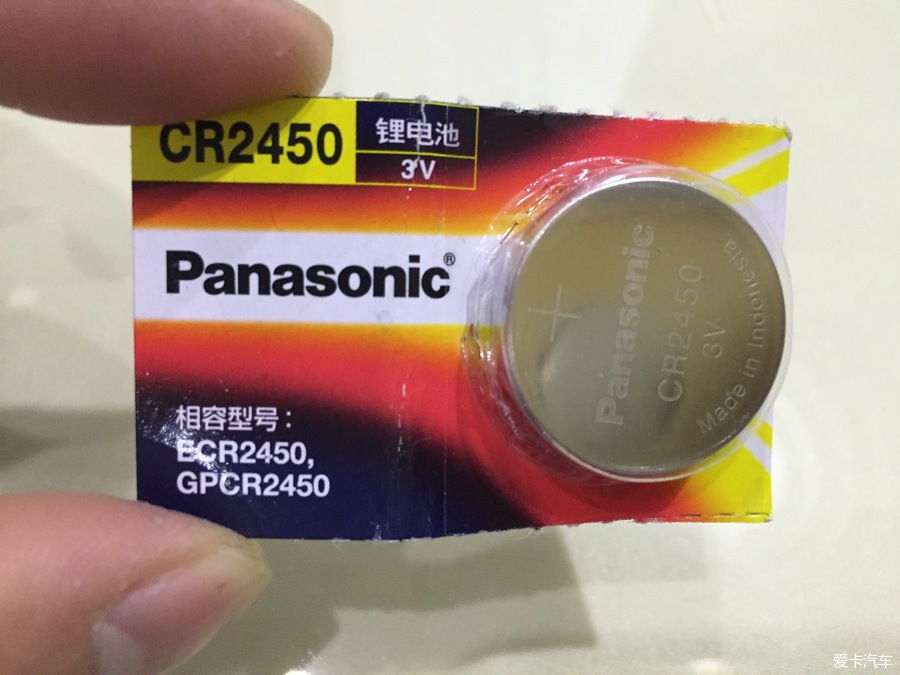 CR2450
锂电池
3V
Panasonic®
相容型号：
ECR2450,
GPCR2450
+
Panasonic
CR2450
3V
Made in Indonesia
爱卡汽车